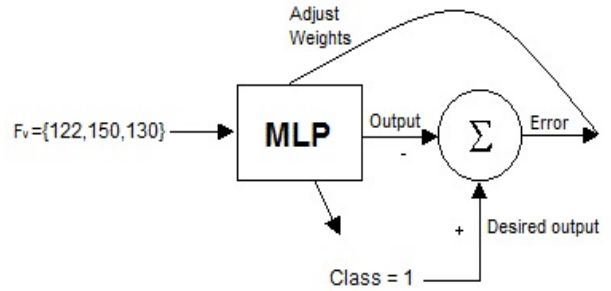 Adjust
Weights
Fv={122,150,130}
MLP
Output
-
Σ
Error
+
Desired output
Class = 1